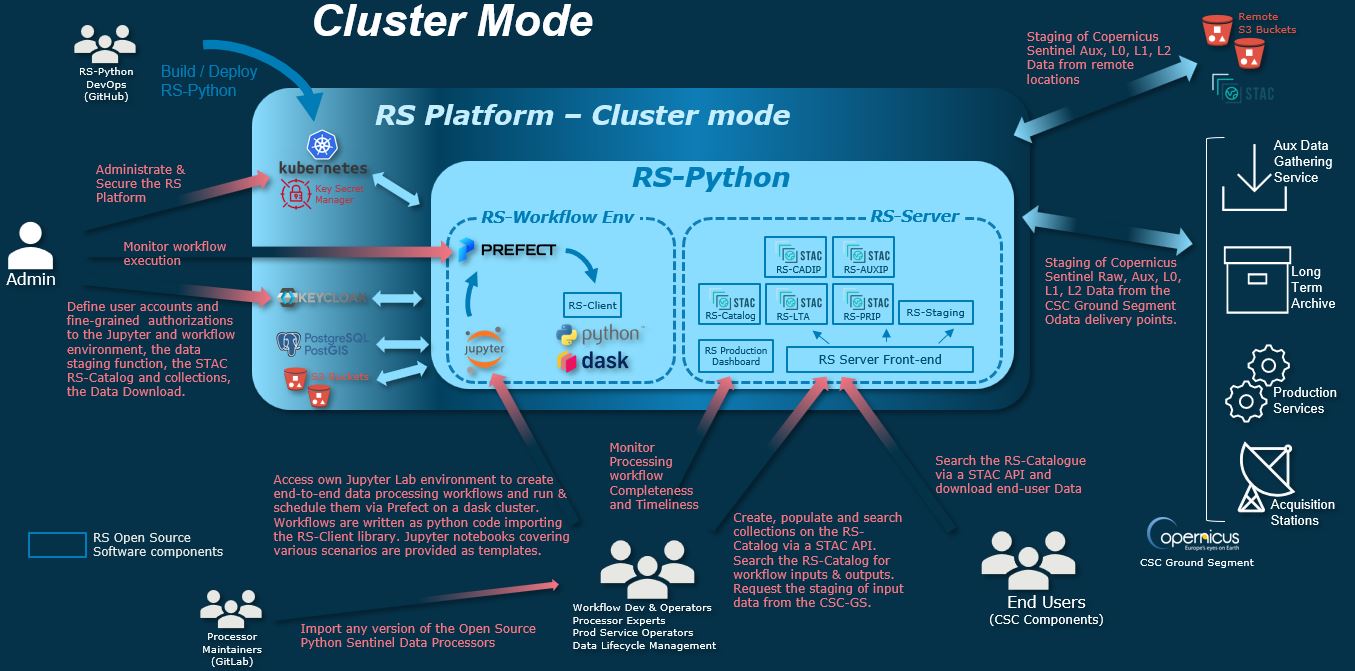 Cluster Mode
RS-Python
DevOps
(GitHub)
Build / Deploy
RS-Python
Staging of Copernicus
Sentinel Aux, L0, L1, L2
Data from remote
locations
Remote
S3 Buckets
STAC
RS Platform – Cluster mode
kubernetes
Key Secret
Manager
Administrate &
Secure the RS
Platform
Admin
Monitor workflow
execution
Define user accounts and
fine-grained authorizations
to the Jupyter and workflow
environment, the data
staging function, the STAC
RS-Catalog and collections,
the Data Download.
KEYCLOAK
PostgreSQL
PostGIS
S3 Buckets
RS-Python
RS-Workflow Env
PREFECT
RS-Client
jupyter
python™
dask
RS-Server
STAC
RS-CADIP
STAC
RS-AUXIP
STAC
RS-Catalog
STAC
RS-LTA
STAC
RS-PRIP
RS-Staging
RS Production
Dashboard
RS Server Front-end
Staging of Copernicus
Sentinel Raw, Aux, L0,
L1, L2 Data from the
CSC Ground Segment
Odata delivery points.
Aux Data
Gathering
Service
Long
Term
Archive
Production
Services
Acquisition
Stations
opernicus
Europe's eyes on Earth
CSC Ground Segment
Access own Jupyter Lab environment to create
end-to-end data processing workflows and run &
schedule them via Prefect on a dask cluster.
Workflows are written as python code importing
the RS-Client library. Jupyter notebooks covering
various scenarios are provided as templates.
Monitor
Processing
workflow
Completeness
and Timeliness
Create, populate and search
collections on the RS-
Catalog via a STAC API.
Search the RS-Catalog for
workflow inputs & outputs.
Request the staging of input
data from the CSC-GS.
Search the RS-Catalogue
via a STAC API and
download end-user Data
RS Open Source
Software components
Processor
Maintainers
(GitLab)
Import any version of the Open Source
Python Sentinel Data Processors
Workflow Dev & Operators
Processor Experts
Prod Service Operators
Data Lifecycle Management
End Users
(CSC Components)